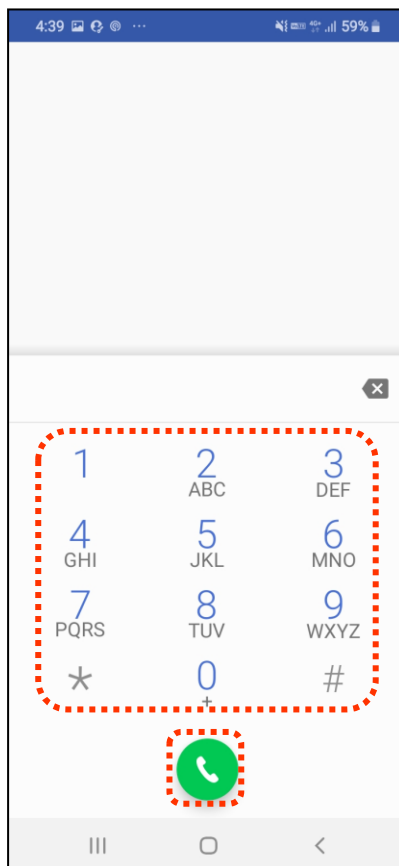 4:39 59%
1 2 3
ABC DEF
4 5 6
GHI JKL MNO
7 8 9
PQRS TUV WXYZ
* 0 #
+